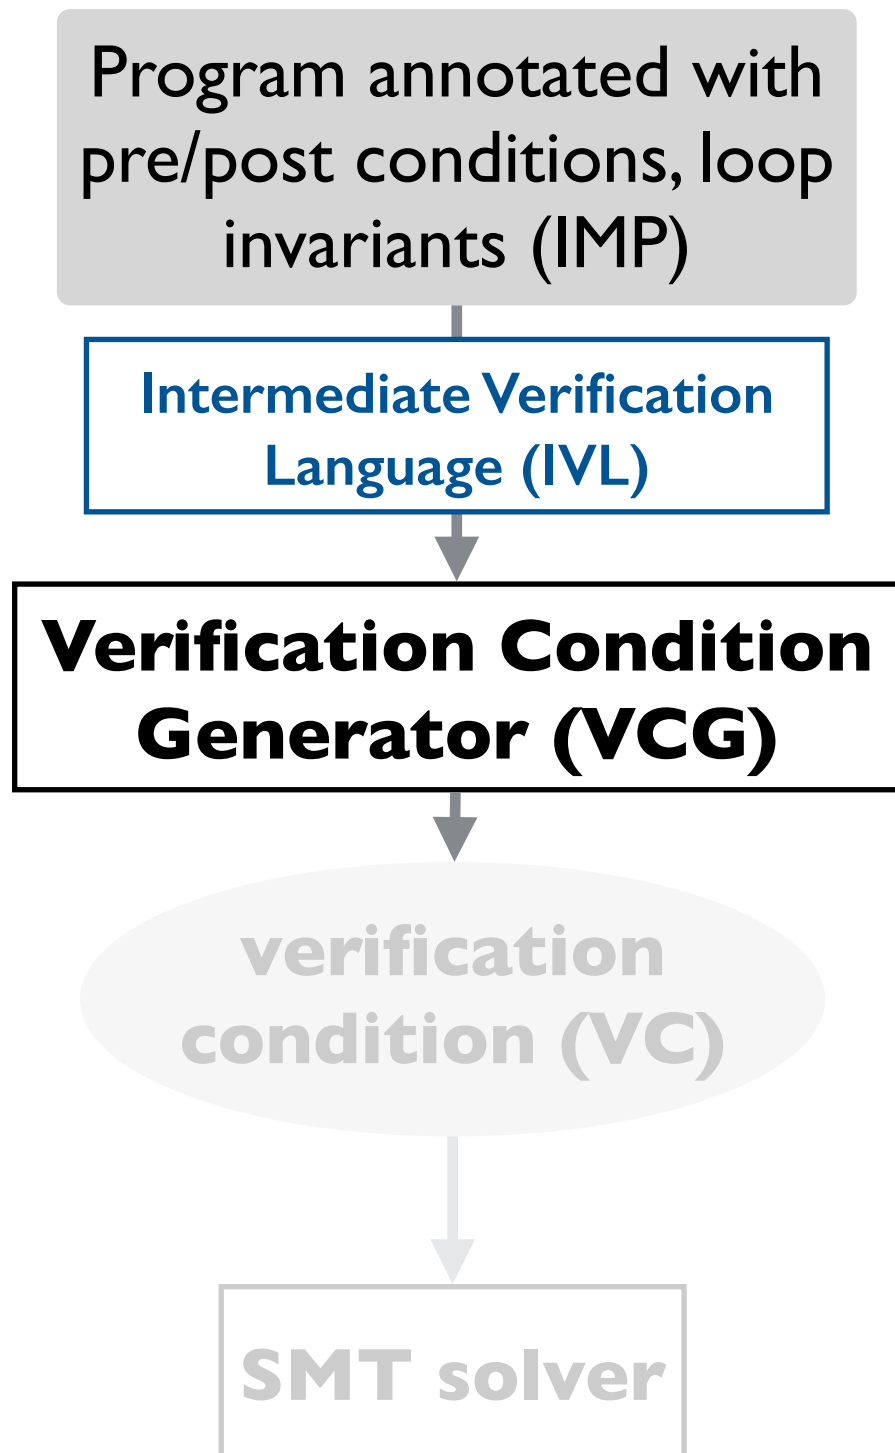 Program annotated with
pre/post conditions, loop
invariants (IMP)
Intermediate Verification
Language (IVL)
Verification Condition
Generator (VCG)
verification
condition (VC)
SMT solver